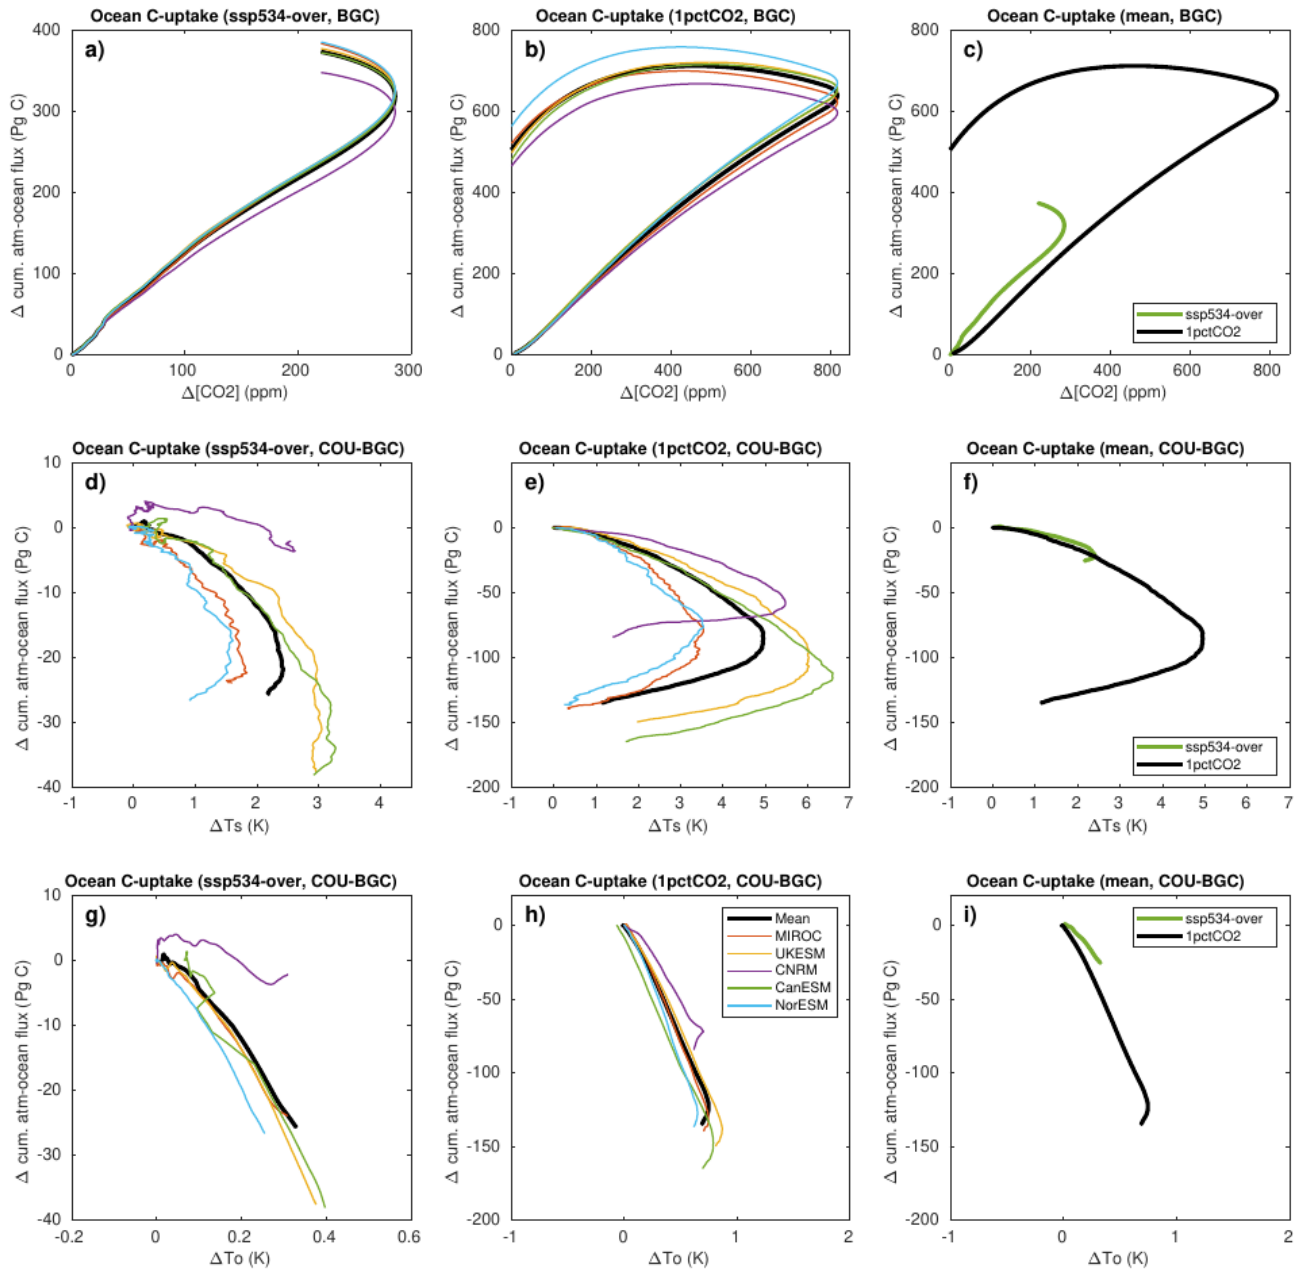 Ocean C-uptake (ssp534-over, BGC)
a)
400
300
200
100
0
0
100
200
300
Δ cum. atm-ocean flux (Pg C)
Δ[CO2] (ppm)
Ocean C-uptake (1pctCO2, BGC)
b)
800
600
400
200
0
0
200
400
600
800
Δ cum. atm-ocean flux (Pg C)
Δ[CO2] (ppm)
Ocean C-uptake (mean, BGC)
c)
800
600
400
200
0
200
400
600
800
Δ cum. atm-ocean flux (Pg C)
Δ[CO2] (ppm)
ssp534-over
1pctCO2
Ocean C-uptake (ssp534-over, COU-BGC)
d)
10
0
-10
-20
-30
-40
-1
0
1
2
3
4
Δ cum. atm-ocean flux (Pg C)
ΔTs (K)
Ocean C-uptake (1pctCO2, COU-BGC)
e)
0
-50
-100
-150
-200
-1
0
1
2
3
4
5
6
7
Δ cum. atm-ocean flux (Pg C)
ΔTs (K)
Ocean C-uptake (mean, COU-BGC)
f)
0
-50
-100
-150
-200
-1
0
1
2
3
4
5
6
7
Δ cum. atm-ocean flux (Pg C)
ΔTs (K)
ssp534-over
1pctCO2
Ocean C-uptake (ssp534-over, COU-BGC)
g)
10
0
-10
-20
-30
-40
-0.2
0
0.2
0.4
0.6
Δ cum. atm-ocean flux (Pg C)
ΔTo (K)
Ocean C-uptake (1pctCO2, COU-BGC)
h)
0
-50
-100
-150
-200
-1
0
1
2
Δ cum. atm-ocean flux (Pg C)
ΔTo (K)
Mean
MIROC
UKESM
CNRM
CanESM
NorESM
Ocean C-uptake (mean, COU-BGC)
i)
0
-50
-100
-150
-200
-1
0
1
2
Δ cum. atm-ocean flux (Pg C)
ΔTo (K)
ssp534-over
1pctCO2